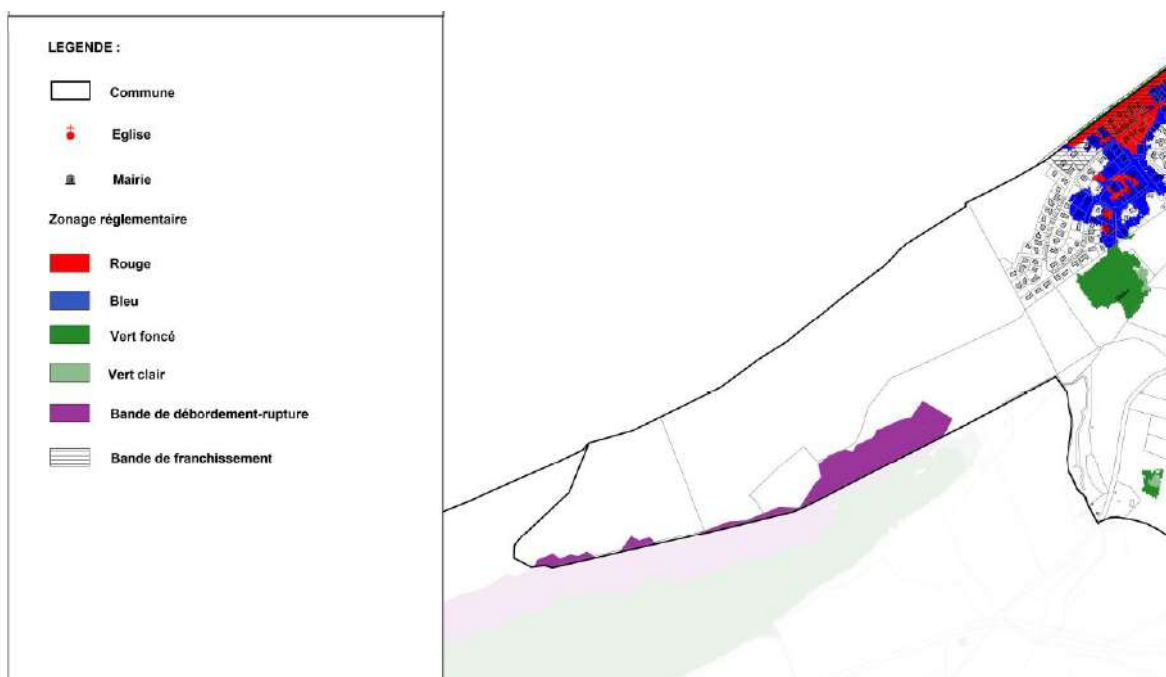 LEGENDE :
Commune
Eglise
Mairie
Zonage réglementaire
Rouge
Bleu
Vert foncé
Vert clair
Bande de débordement-rupture
Bande de franchissement